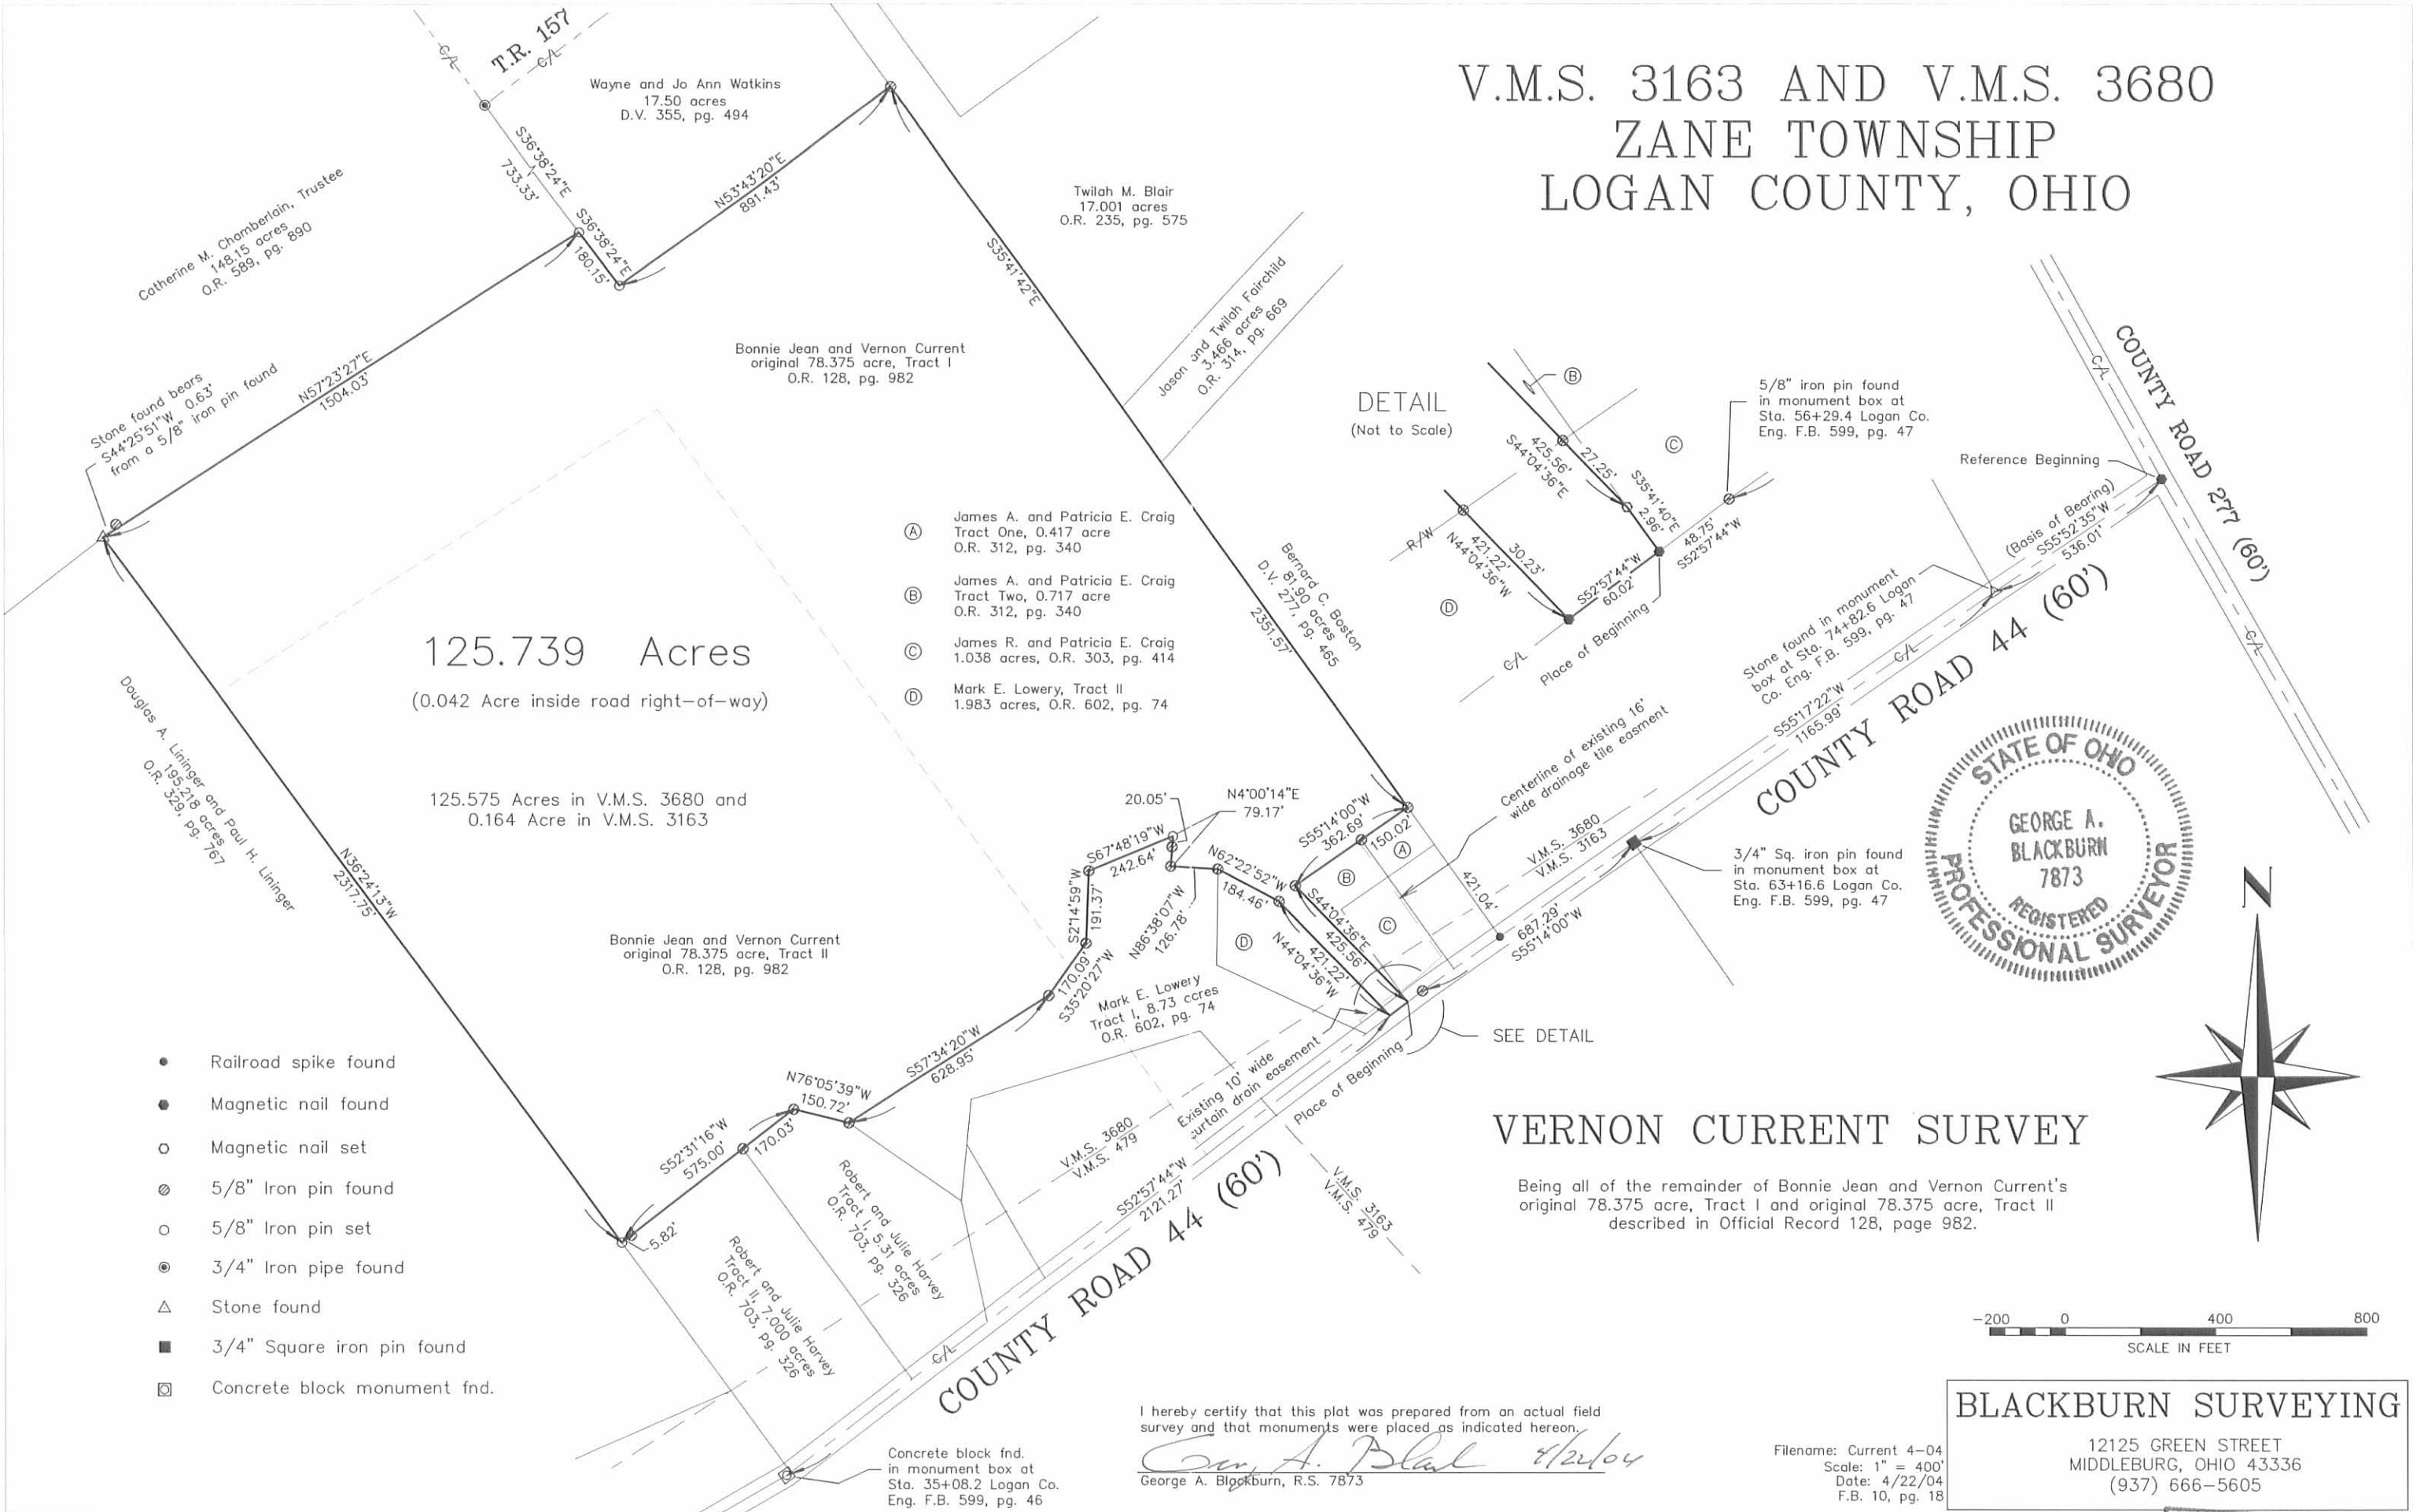 V.M.S. 3163 AND V.M.S. 3680
ZANE TOWNSHIP
LOGAN COUNTY, OHIO
C/L
T.R. 157
C/L
Wayne and Jo Ann Watkins
17.50 acres
D.V. 355, pg. 494
S36°38'24"E
733.33'
S36°38'24"E
180.15'
N53°43'20"E
891.43'
Catherine M. Chamberlain, Trustee
148.15 acres
O.R. 589, pg. 890
Twilah M. Blair
17.001 acres
O.R. 235, pg. 575
S35°41'42"E
2351.57'
Jason and Twilah Fairchild
3.466 acres
O.R. 314, pg. 669
Stone found bears
S44°25'51"W 0.63'
from a 5/8" iron pin found
N57°23'27"E
1504.03'
Bonnie Jean and Vernon Current
original 78.375 acre, Tract I
O.R. 128, pg. 982
DETAIL
(Not to Scale)
B
C
D
425.56'
S44°04'36"E
27.25'
S35°41'40"E
2.96'
48.75'
S52°57'44"W
R/W
421.22'
N44°04'36"W
30.23'
S52°57'44"W
60.02'
C/L
Place of Beginning
5/8" iron pin found
in monument box at
Sta. 56+29.4 Logan Co.
Eng. F.B. 599, pg. 47
Reference Beginning
C/L
COUNTY ROAD 277 (60')
C/L
(Basis of Bearing)
S55°52'35"W
536.01'
A
James A. and Patricia E. Craig
Tract One, 0.417 acre
O.R. 312, pg. 340
B
James A. and Patricia E. Craig
Tract Two, 0.717 acre
O.R. 312, pg. 340
C
James R. and Patricia E. Craig
1.038 acres, O.R. 303, pg. 414
D
Mark E. Lowery, Tract II
1.983 acres, O.R. 602, pg. 74
Bernard C. Boston
81.90 acres
D.V. 277, pg. 465
Stone found in monument
box at Sta. 74+82.6 Logan
Co. Eng. F.B. 599, pg. 47
C/L
S55°17'22"W
1165.99'
COUNTY ROAD 44 (60')
125.739 Acres
(0.042 Acre inside road right-of-way)
125.575 Acres in V.M.S. 3680 and
0.164 Acre in V.M.S. 3163
Douglas A. Lininger and Paul H. Lininger
195.218 acres
O.R. 329, pg. 767
N36°24'13"W
2317.75'
Centerline of existing 16'
wide drainage tile easment
V.M.S. 3680
V.M.S. 3163
3/4" Sq. iron pin found
in monument box at
Sta. 63+16.6 Logan Co.
Eng. F.B. 599, pg. 47
STATE OF OHIO
GEORGE A.
BLACKBURN
7873
REGISTERED
PROFESSIONAL SURVEYOR
N
20.05'
N4°00'14"E
79.17'
S67°48'19"W
242.64'
N62°22'52"W
184.46'
S55°14'00"W
362.69'
150.02'
A
B
C
D
421.04'
S2°14'59"W
191.37'
N86°38'07"W
126.78'
S44°04'36"E
425.56'
421.22'
N44°04'36"W
687.29'
S55°14'00"W
170.09'
S35°20'27"W
Bonnie Jean and Vernon Current
original 78.375 acre, Tract II
O.R. 128, pg. 982
Mark E. Lowery
Tract I, 8.73 acres
O.R. 602, pg. 74
SEE DETAIL
S57°34'20"W
628.95'
N76°05'39"W
150.72'
Existing 10' wide
curtain drain easement
Place of Beginning
V.M.S. 3680
V.M.S. 479
V.M.S. 3163
V.M.S. 479
S52°57'44"W
2121.27'
S52°31'16"W
575.00'
170.03'
5.82'
Robert and Julie Harvey
Tract I, 5.31 acres
O.R. 703, pg. 326
Robert and Julie Harvey
Tract II, 7.000 acres
O.R. 703, pg. 326
C/L
COUNTY ROAD 44 (60')
Railroad spike found
Magnetic nail found
Magnetic nail set
5/8" Iron pin found
5/8" Iron pin set
3/4" Iron pipe found
Stone found
3/4" Square iron pin found
Concrete block monument fnd.
VERNON CURRENT SURVEY
Being all of the remainder of Bonnie Jean and Vernon Current's
original 78.375 acre, Tract I and original 78.375 acre, Tract II
described in Official Record 128, page 982.
-200 0 400 800
SCALE IN FEET
Concrete block fnd.
in monument box at
Sta. 35+08.2 Logan Co.
Eng. F.B. 599, pg. 46
I hereby certify that this plat was prepared from an actual field
survey and that monuments were placed as indicated hereon.
4/22/04
George A. Blackburn, R.S. 7873
Filename: Current 4-04
Scale: 1" = 400'
Date: 4/22/04
F.B. 10, pg. 18
BLACKBURN SURVEYING
12125 GREEN STREET
MIDDLEBURG, OHIO 43336
(937) 666-5605